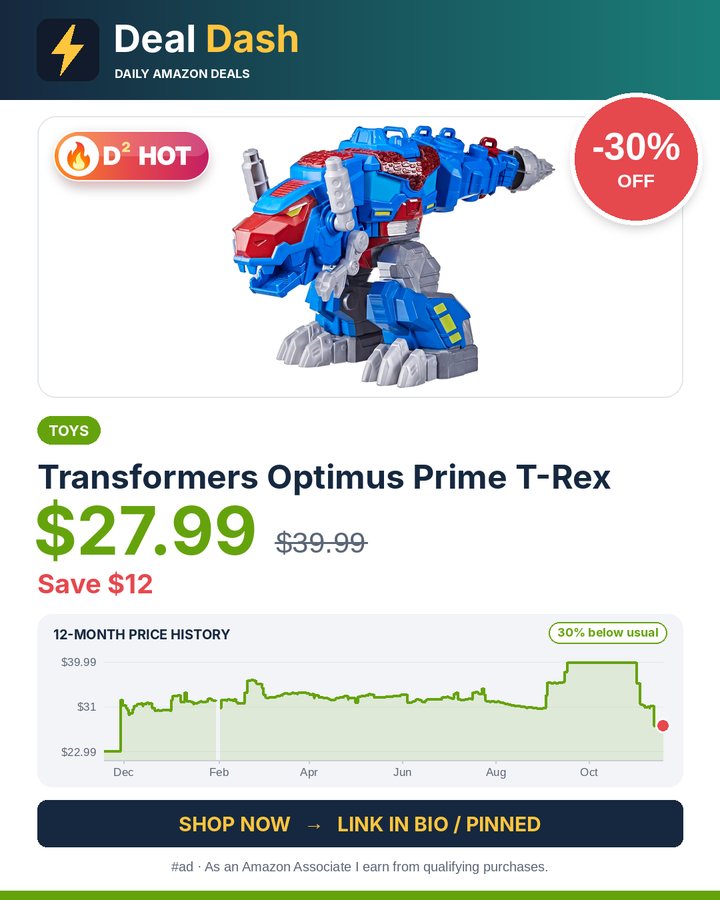 Deal Dash
DAILY AMAZON DEALS
D² HOT
-30%
OFF
TOYS
Transformers Optimus Prime T-Rex
$27.99 $39.99
Save $12
12-MONTH PRICE HISTORY
30% below usual
$39.99
$31
$22.99
Dec Feb Apr Jun Aug Oct
SHOP NOW → LINK IN BIO / PINNED
#ad · As an Amazon Associate I earn from qualifying purchases.